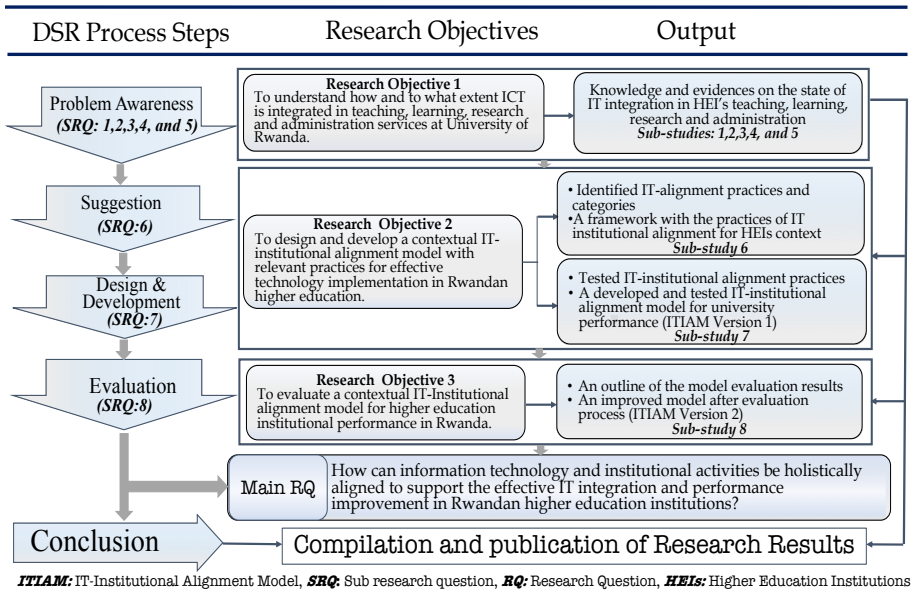 DSR Process Steps
Research Objectives
Output
Problem Awareness
(SRQ: 1,2,3,4, and 5)
Research Objective 1
To understand how and to what extent ICT
is integrated in teaching, learning, research
and administration services at University of
Rwanda.
Knowledge and evidences on the state of
IT integration in HEI's teaching, learning,
research and administration
Sub-studies: 1,2,3,4, and 5
Suggestion
(SRQ:6)
Design &
Development
(SRQ:7)
Research Objective 2
To design and develop a contextual IT-
institutional alignment model with
relevant practices for effective
technology implementation in Rwandan
higher education.
• Identified IT-alignment practices and
categories
•A framework with the practices of IT
institutional alignment for HEIs context
Sub-study 6
• Tested IT-institutional alignment practices
• A developed and tested IT-institutional
alignment model for university
performance (ITIAM Version 1)
Sub-study 7
Evaluation
(SRQ:8)
Research Objective 3
To evaluate a contextual IT-Institutional
alignment model for higher education
institutional performance in Rwanda.
• An outline of the model evaluation results
• An improved model after evaluation
process (ITIAM Version 2)
Sub-study 8
Main RQ
How can information technology and institutional activities be holistically
aligned to support the effective IT integration and performance
improvement in Rwandan higher education institutions?
Conclusion
Compilation and publication of Research Results
ITIAM: IT-Institutional Alignment Model, SRQ: Sub research question, RQ: Research Question, HEIs: Higher Education Institutions